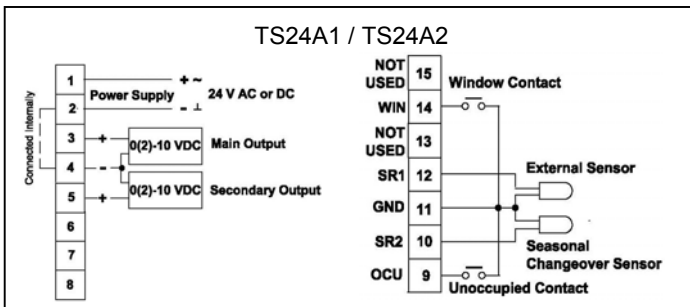 TS24A1 / TS24A2
Connected Internally
1
2
3
4
5
6
7
8
Power Supply
+ ~
- ⊥
24 V AC or DC
+
-
+
0(2)-10 VDC
Main Output
0(2)-10 VDC
Secondary Output
NOT USED
15
WIN
14
Window Contact
NOT USED
13
SR1
12
External Sensor
GND
11
SR2
10
Seasonal
Changeover Sensor
OCU
9
Unoccupied Contact